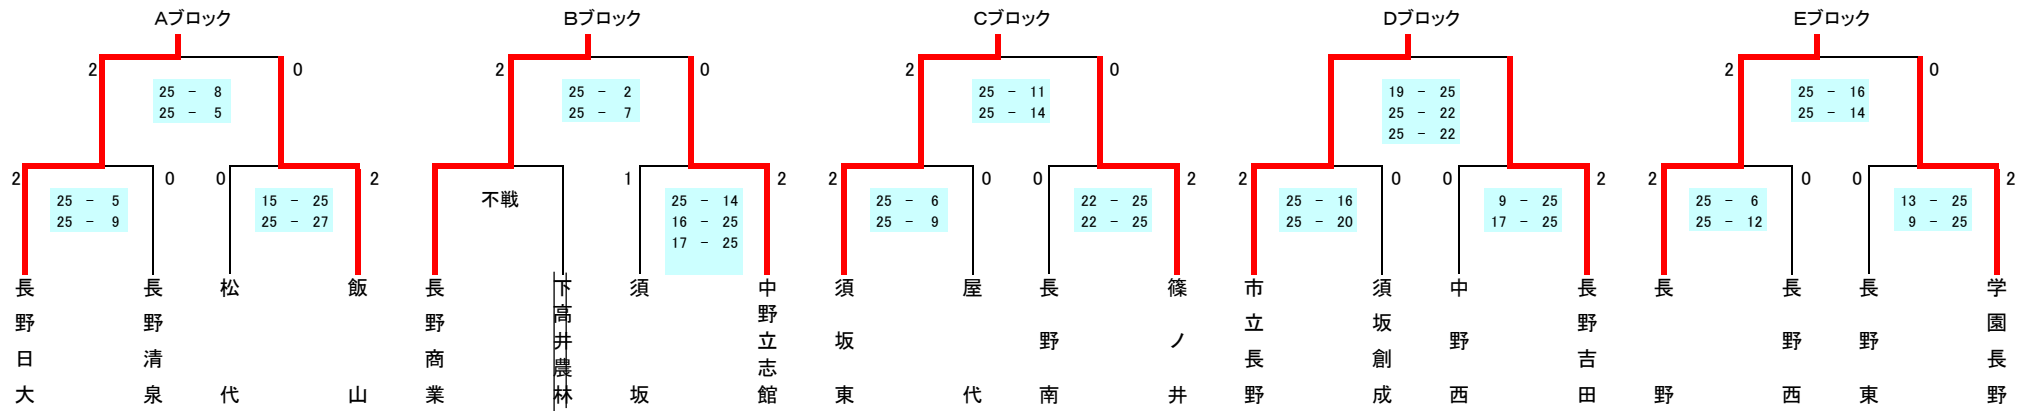 Aブロック
2 0
25 － 8
25 － 5
2 0
25 － 5
25 － 9
0 2
15 － 25
25 － 27
長野日大
長野清泉
松代
飯山
Bブロック
2 0
25 － 2
25 － 7
不戦
1 2
25 － 14
16 － 25
17 － 25
長野商業
下高井農林
須坂
中野立志館
Cブロック
2 0
25 － 11
25 － 14
2 0
25 － 6
25 － 9
0 2
22 － 25
22 － 25
須坂東
屋代
長野南
篠ノ井
Dブロック
19 － 25
25 － 22
25 － 22
2 0
25 － 16
25 － 20
0 2
9 － 25
17 － 25
市立長野
須坂創成
中野西
長野吉田
Eブロック
2 0
25 － 16
25 － 14
2 0
25 － 6
25 － 12
0 2
13 － 25
9 － 25
長野
長野西
長野東
学園長野